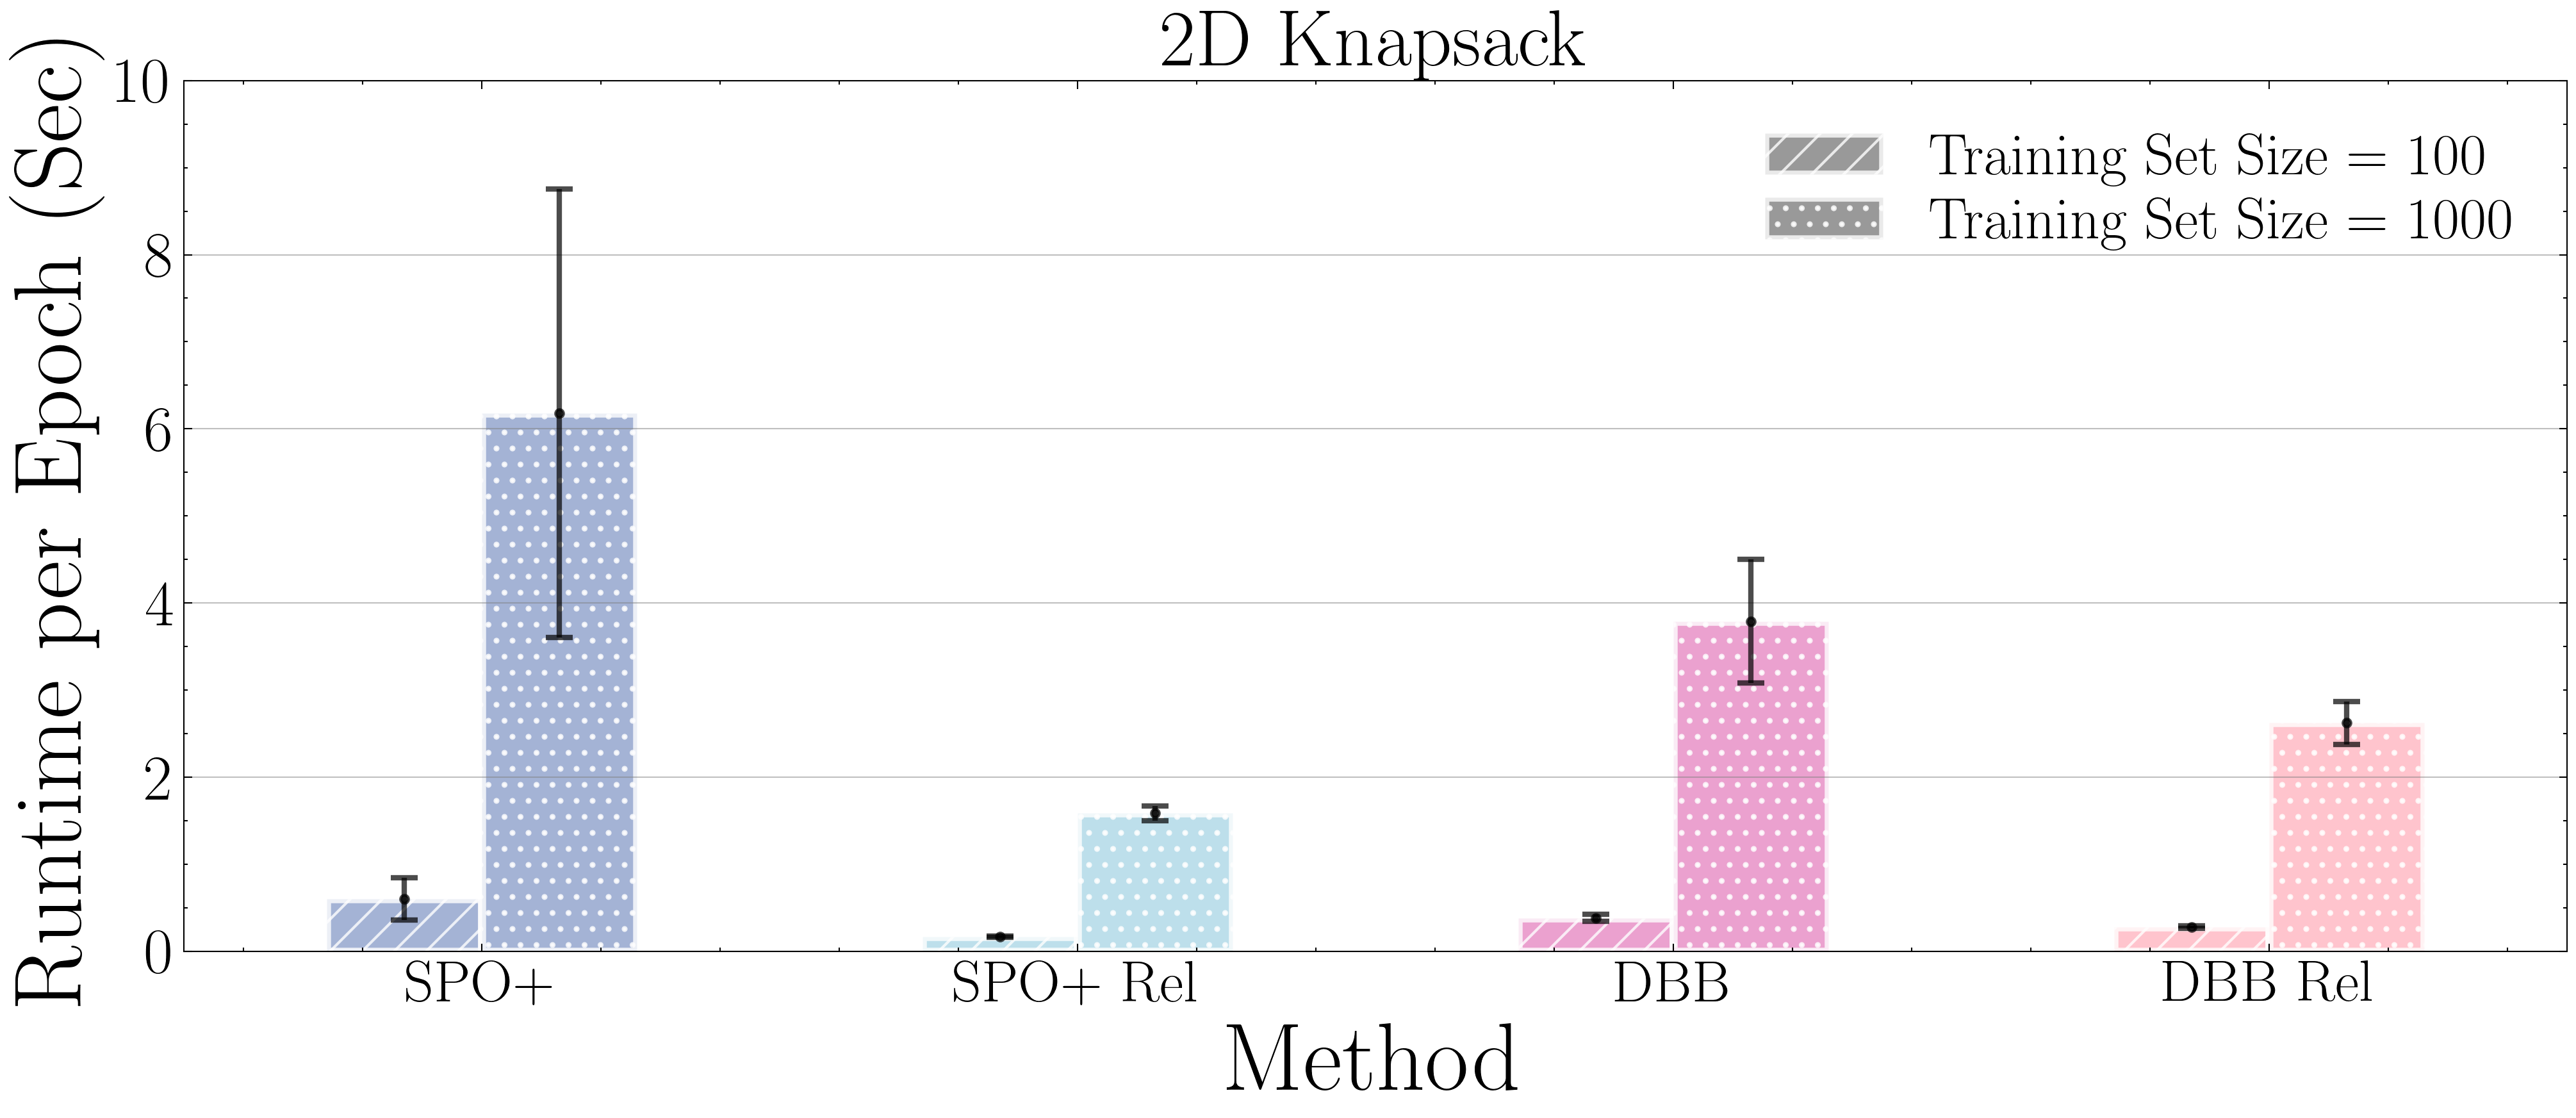 2D Knapsack
Runtime per Epoch (Sec)
10
8
6
4
2
0
Training Set Size = 100
Training Set Size = 1000
SPO+ SPO+ Rel DBB DBB Rel
Method